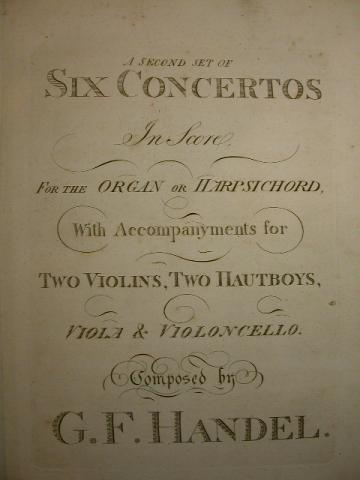 A SECOND SET OF
SIX CONCERTOS
In Score,
FOR THE ORGAN OR HARPSICHORD,
With Accompanyments for
TWO VIOLINS, TWO HAUTBOYS,
VIOLA & VIOLONCELLO.
Composed by
G. F. HANDEL.